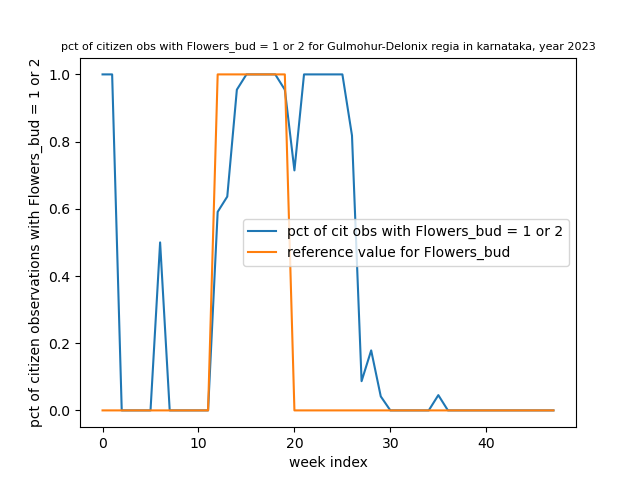 pct of citizen obs with Flowers_bud = 1 or 2 for Gulmohur-Delonix regia in karnataka, year 2023
pct of citizen observations with Flowers_bud = 1 or 2
1.0
0.8
0.6
0.4
0.2
0.0
pct of cit obs with Flowers_bud = 1 or 2
reference value for Flowers_bud
0
10
20
30
40
week index